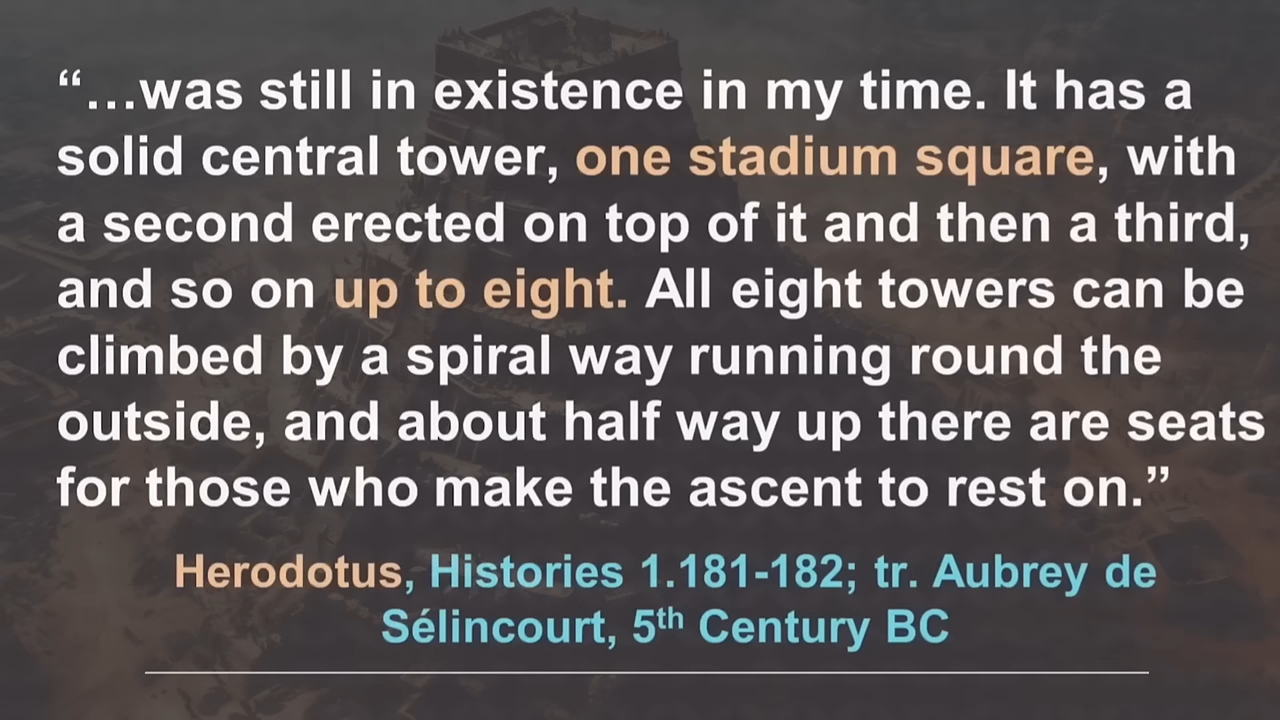 “…was still in existence in my time. It has a
solid central tower, one stadium square, with
a second erected on top of it and then a third,
and so on up to eight. All eight towers can be
climbed by a spiral way running round the
outside, and about half way up there are seats
for those who make the ascent to rest on.”
Herodotus, Histories 1.181-182; tr. Aubrey de
Sélincourt, 5th Century BC